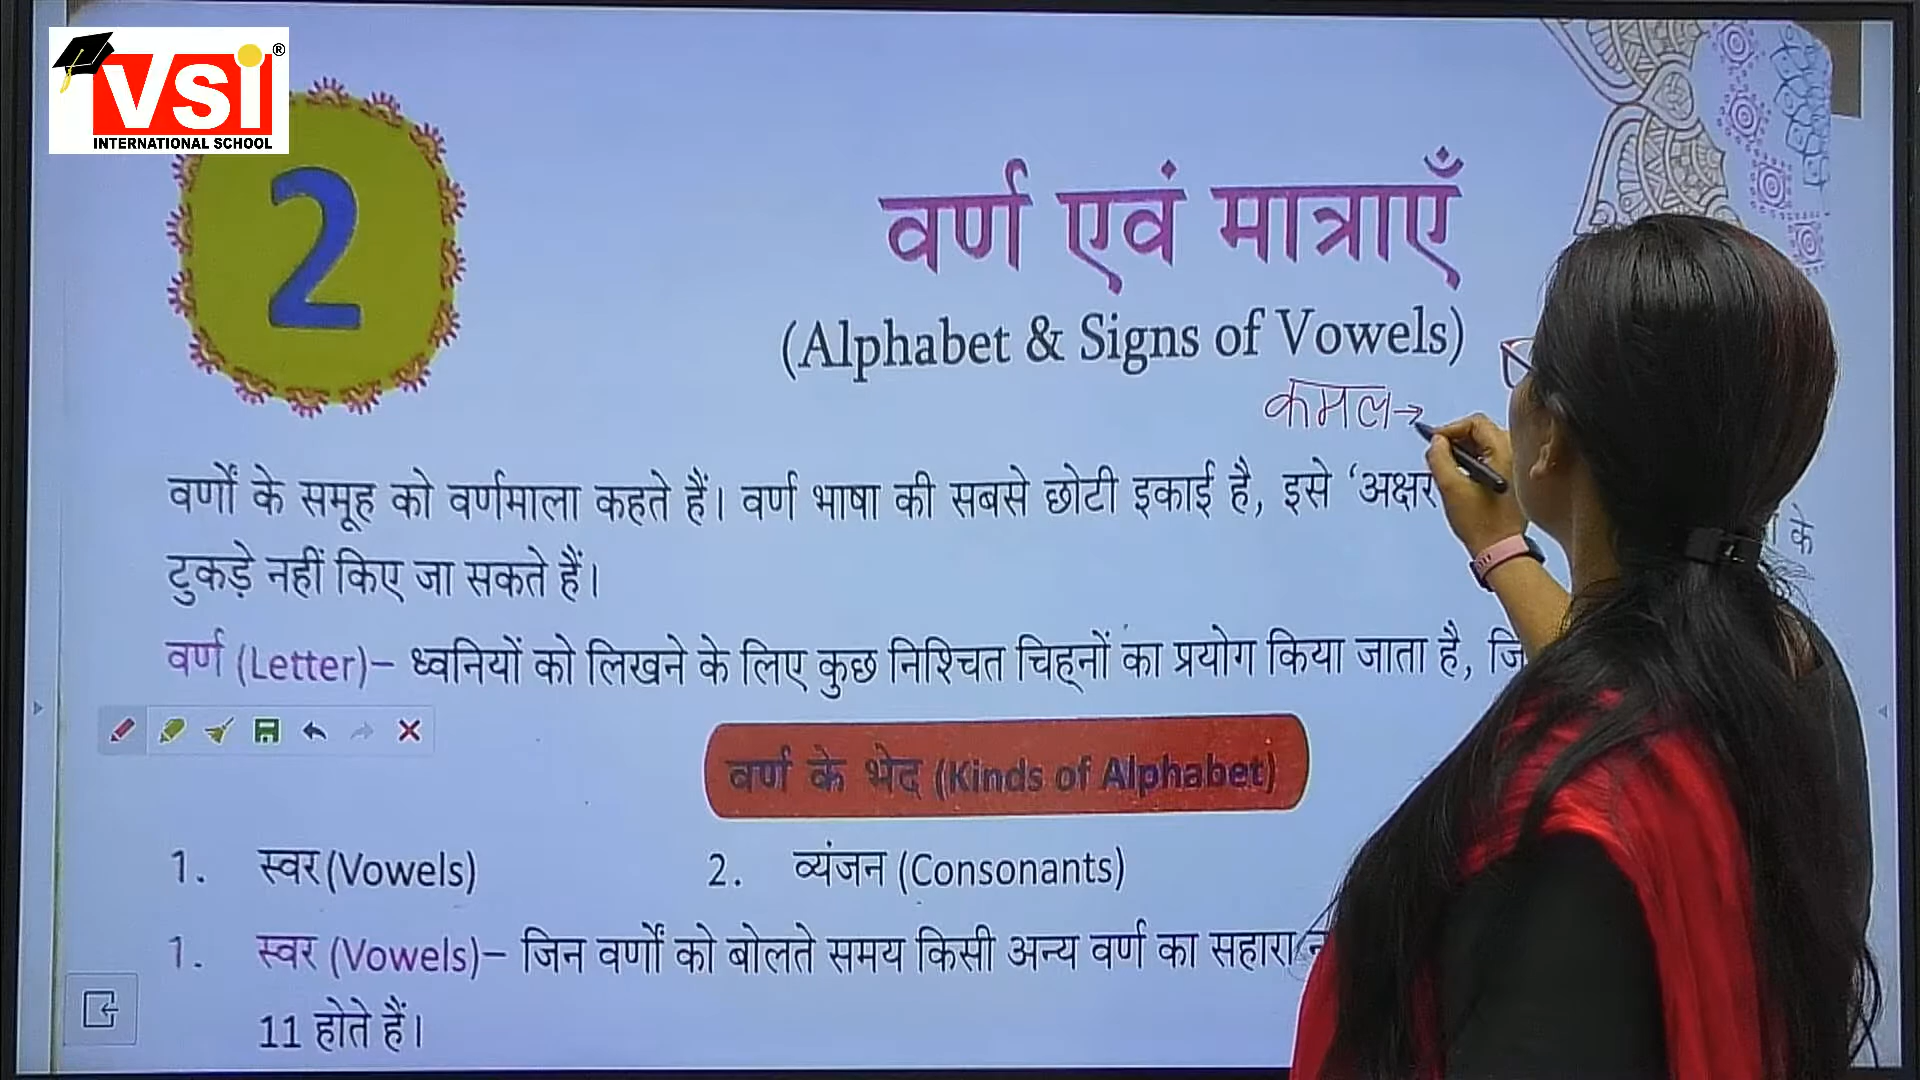 VSI®
INTERNATIONAL SCHOOL
2
वर्ण एवं मात्राएँ
(Alphabet & Signs of Vowels)
कमल→
वर्णों के समूह को वर्णमाला कहते हैं। वर्ण भाषा की सबसे छोटी इकाई है, इसे ‘अक्षर के
टुकड़े नहीं किए जा सकते हैं।
वर्ण (Letter)– ध्वनियों को लिखने के लिए कुछ निश्चित चिह्नों का प्रयोग किया जाता है,
वर्ण के भेद (Kinds of Alphabet)
1. स्वर (Vowels) 2. व्यंजन (Consonants)
1. स्वर (Vowels)– जिन वर्णों को बोलते समय किसी अन्य वर्ण का सहारा
11 होते हैं।